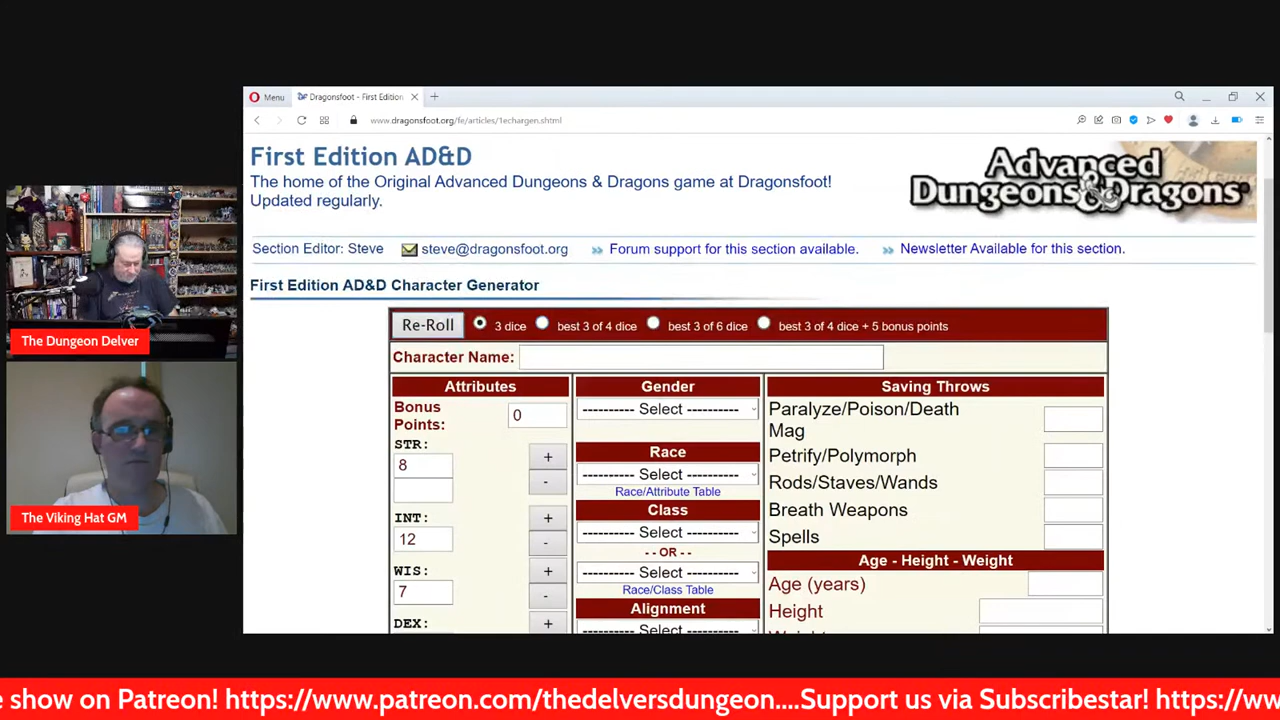 Menu
Dragonsfoot - First Edition
www.dragonsfoot.org/fe/articles/1echargen.shtml
First Edition AD&D
The home of the Original Advanced Dungeons & Dragons game at Dragonsfoot!
Updated regularly.
Advanced
Dungeons & Dragons®
Section Editor: Steve steve@dragonsfoot.org Forum support for this section available. Newsletter Available for this section.
First Edition AD&D Character Generator
Re-Roll 3 dice best 3 of 4 dice best 3 of 6 dice best 3 of 4 dice + 5 bonus points
Character Name:
Attributes
Bonus
Points:
0
STR:
8
+
-
INT:
12
+
-
WIS:
7
+
-
DEX:
+
Gender
---------- Select ----------
Race
---------- Select ----------
Race/Attribute Table
Class
---------- Select ----------
- - OR - -
---------- Select ----------
Race/Class Table
Alignment
---------- Select ----------
Saving Throws
Paralyze/Poison/Death
Mag
Petrify/Polymorph
Rods/Staves/Wands
Breath Weapons
Spells
Age - Height - Weight
Age (years)
Height
The Dungeon Delver
The Viking Hat GM
e show on Patreon! https://www.patreon.com/thedelversdungeon....Support us via Subscribestar! https://ww